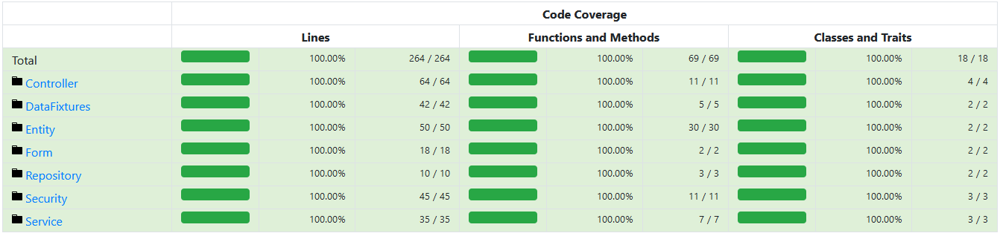 Code Coverage
Lines Functions and Methods Classes and Traits
Total 100.00% 264 / 264 100.00% 69 / 69 100.00% 18 / 18
Controller 100.00% 64 / 64 100.00% 11 / 11 100.00% 4 / 4
DataFixtures 100.00% 42 / 42 100.00% 5 / 5 100.00% 2 / 2
Entity 100.00% 50 / 50 100.00% 30 / 30 100.00% 2 / 2
Form 100.00% 18 / 18 100.00% 2 / 2 100.00% 2 / 2
Repository 100.00% 10 / 10 100.00% 3 / 3 100.00% 2 / 2
Security 100.00% 45 / 45 100.00% 11 / 11 100.00% 3 / 3
Service 100.00% 35 / 35 100.00% 7 / 7 100.00% 3 / 3